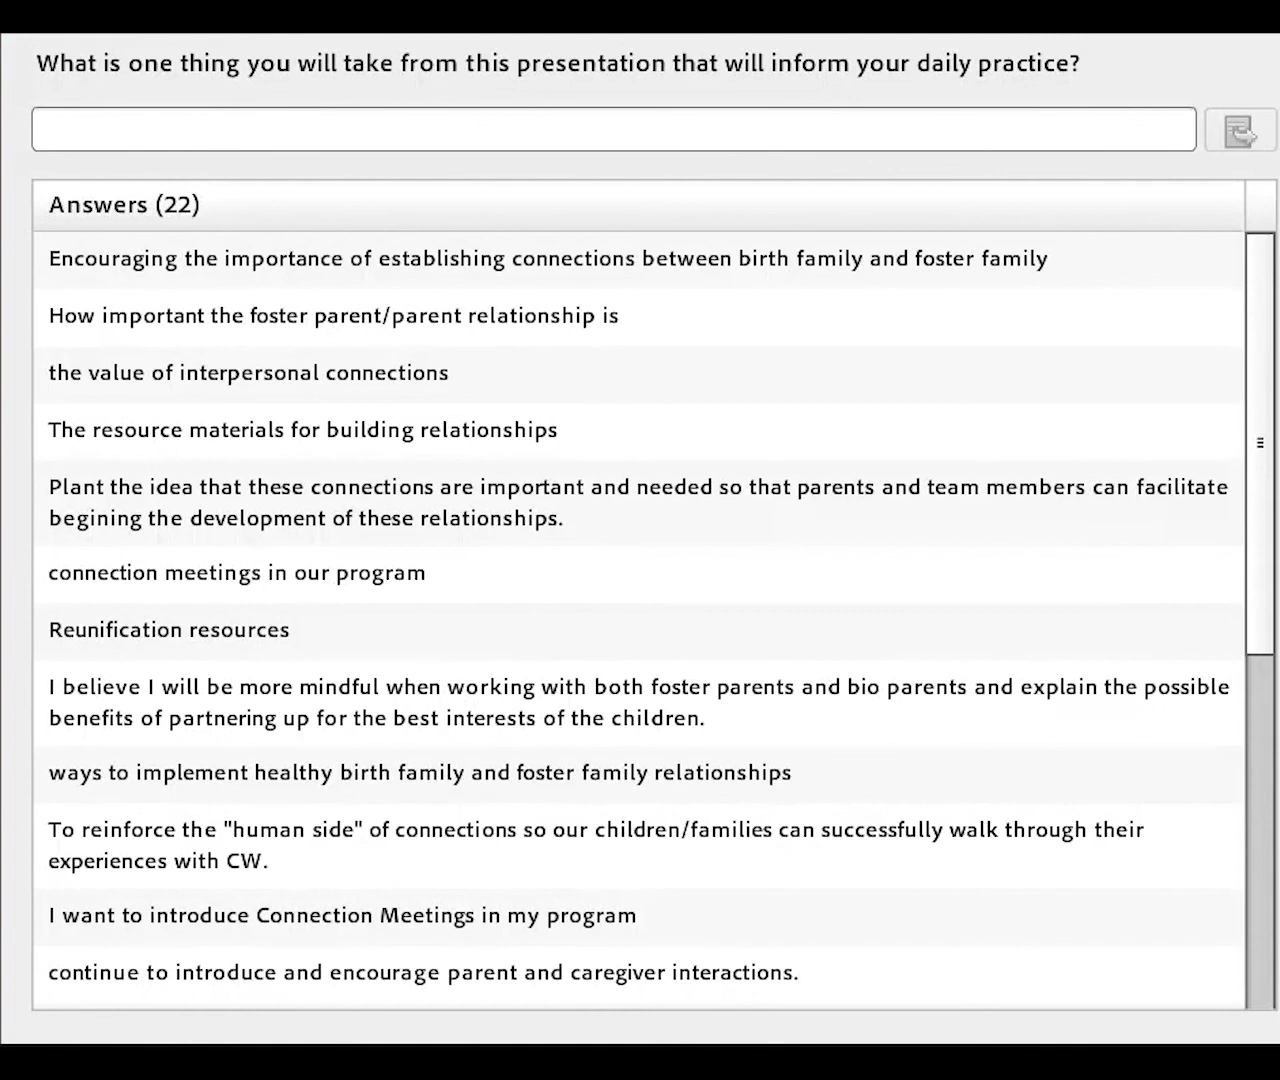 What is one thing you will take from this presentation that will inform your daily practice?
Answers (22)
Encouraging the importance of establishing connections between birth family and foster family
How important the foster parent/parent relationship is
the value of interpersonal connections
The resource materials for building relationships
Plant the idea that these connections are important and needed so that parents and team members can facilitate
begining the development of these relationships.
connection meetings in our program
Reunification resources
I believe I will be more mindful when working with both foster parents and bio parents and explain the possible
benefits of partnering up for the best interests of the children.
ways to implement healthy birth family and foster family relationships
To reinforce the "human side" of connections so our children/families can successfully walk through their
experiences with CW.
I want to introduce Connection Meetings in my program
continue to introduce and encourage parent and caregiver interactions.